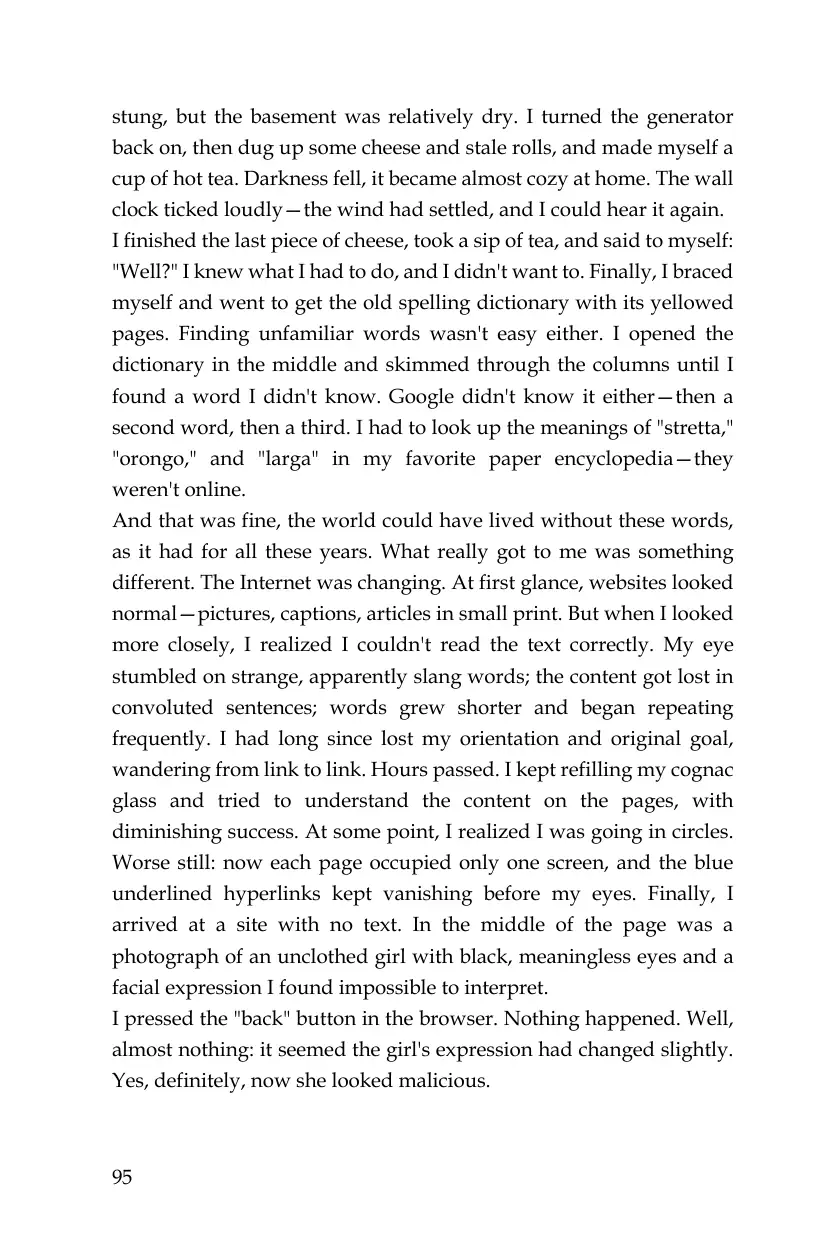 stung, but the basement was relatively dry. I turned the generator
back on, then dug up some cheese and stale rolls, and made myself a
cup of hot tea. Darkness fell, it became almost cozy at home. The wall
clock ticked loudly—the wind had settled, and I could hear it again.
I finished the last piece of cheese, took a sip of tea, and said to myself:
"Well?" I knew what I had to do, and I didn't want to. Finally, I braced
myself and went to get the old spelling dictionary with its yellowed
pages. Finding unfamiliar words wasn't easy either. I opened the
dictionary in the middle and skimmed through the columns until I
found a word I didn't know. Google didn't know it either—then a
second word, then a third. I had to look up the meanings of "stretta,"
"orongo," and "larga" in my favorite paper encyclopedia—they
weren't online.
And that was fine, the world could have lived without these words,
as it had for all these years. What really got to me was something
different. The Internet was changing. At first glance, websites looked
normal—pictures, captions, articles in small print. But when I looked
more closely, I realized I couldn't read the text correctly. My eye
stumbled on strange, apparently slang words; the content got lost in
convoluted sentences; words grew shorter and began repeating
frequently. I had long since lost my orientation and original goal,
wandering from link to link. Hours passed. I kept refilling my cognac
glass and tried to understand the content on the pages, with
diminishing success. At some point, I realized I was going in circles.
Worse still: now each page occupied only one screen, and the blue
underlined hyperlinks kept vanishing before my eyes. Finally, I
arrived at a site with no text. In the middle of the page was a
photograph of an unclothed girl with black, meaningless eyes and a
facial expression I found impossible to interpret.
I pressed the "back" button in the browser. Nothing happened. Well,
almost nothing: it seemed the girl's expression had changed slightly.
Yes, definitely, now she looked malicious.
95